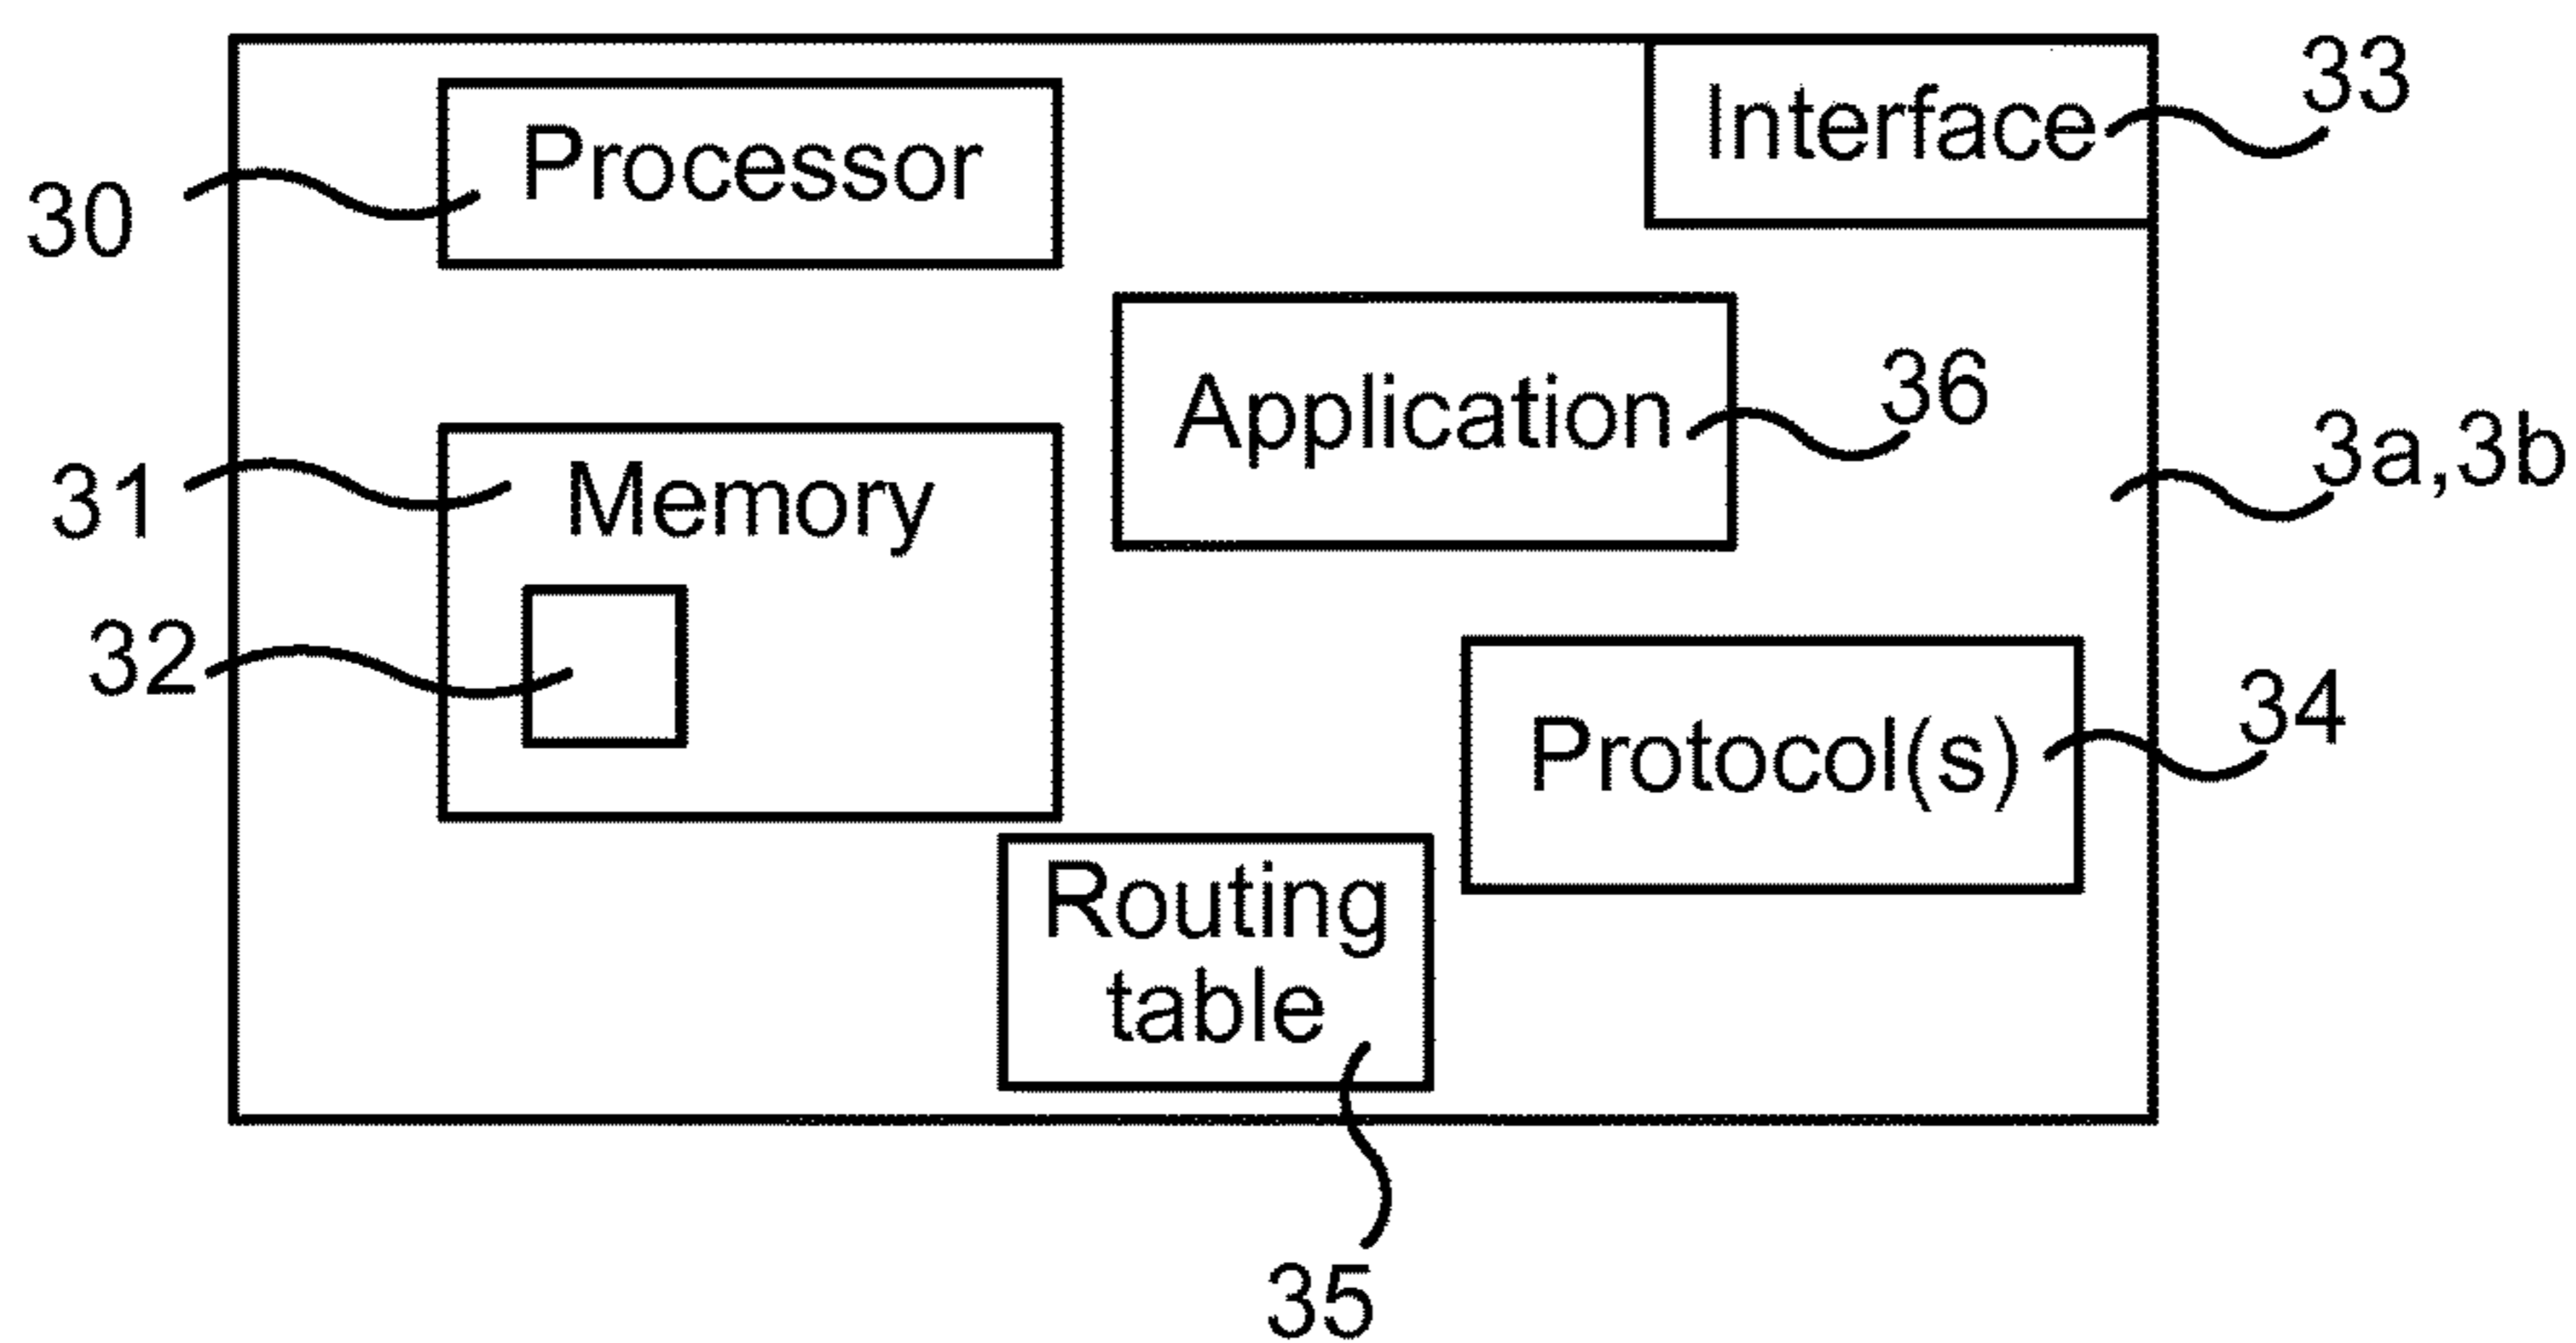 Processor
Interface
33
30
Application
36
3a,3b
Memory
31
32
Protocol(s)
34
Routing
table
35